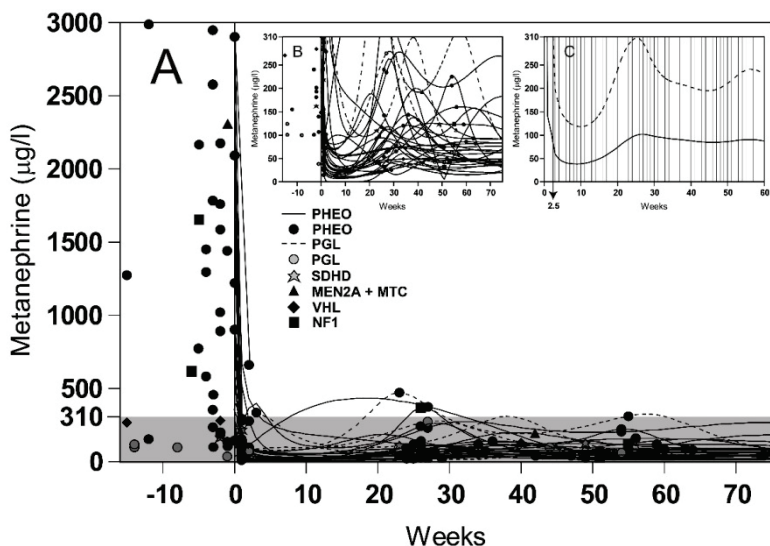 A
Metanephrine (µg/l)
3000
2500
2000
1500
1000
500
310
0
-10 0 10 20 30 40 50 60 70
Weeks
B
Metanephrine (µg/l)
310
300
250
200
150
100
50
0
-10 0 10 20 30 40 50 60 70
Weeks
C
Metanephrine (µg/l)
310
300
250
200
150
100
50
0
0 10 20 30 40 50 60
2.5
Weeks
PHEO
PHEO
PGL
PGL
SDHD
MEN2A + MTC
VHL
NF1